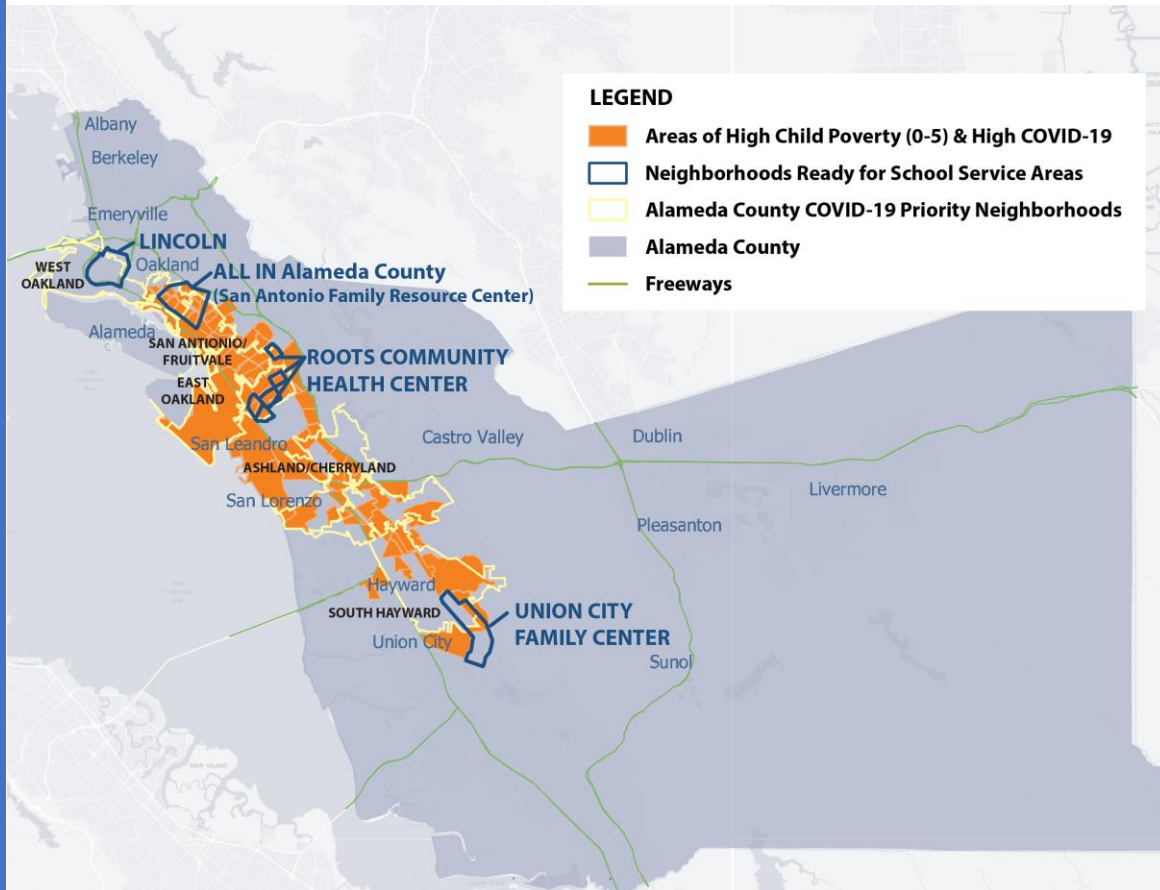 LEGEND
Areas of High Child Poverty (0-5) & High COVID-19
Neighborhoods Ready for School Service Areas
Alameda County COVID-19 Priority Neighborhoods
Alameda County
Freeways
Albany
Berkeley
Emeryville
LINCOLN
WEST
OAKLAND
Oakland
ALL IN Alameda County
(San Antonio Family Resource Center)
Alameda
SAN ANTIONIO/
FRUITVALE
ROOTS COMMUNITY
HEALTH CENTER
EAST
OAKLAND
San Leandro
Castro Valley
Dublin
ASHLAND/CHERRYLAND
Livermore
San Lorenzo
Pleasanton
Hayward
SOUTH HAYWARD
UNION CITY
FAMILY CENTER
Union City
Sunol
BAIR ISLAND